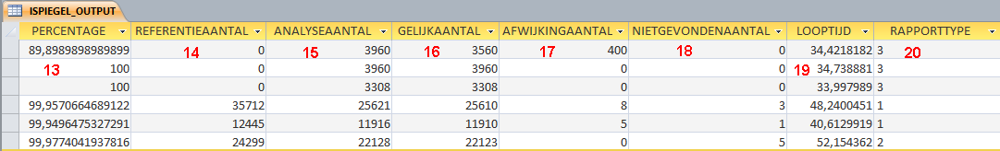 ISPIEGEL_OUTPUT
PERCENTAGE REFERENTIEAANTAL ANALYSEAANTAL GELIJKAANTAL AFWIJKINGAANTAL NIETGEVONDENAANTAL LOOPTIJD RAPPORTTYPE
89,8989898989899 14 0 15 3960 16 3560 17 400 18 0 34,4218182 3 20
13 100 0 3960 3960 0 0 19 34,738881 3
100 0 3308 3308 0 0 33,997989 3
99,9570664689122 35712 25621 25610 8 3 48,2400451 1
99,9496475327291 12445 11916 11910 5 1 40,6129919 1
99,9774041937816 24299 22128 22123 0 5 52,154362 2